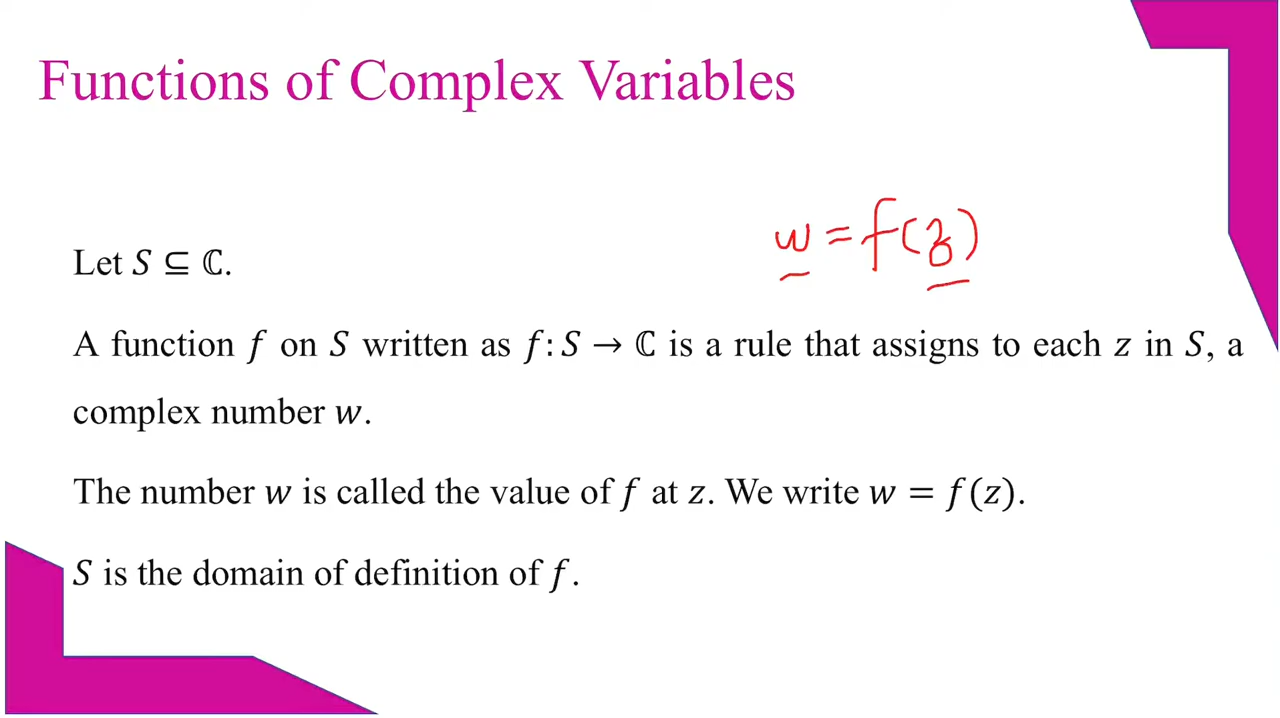 Functions of Complex Variables
w = f(z)
Let S ⊆ ℂ.
A function f on S written as f: S → ℂ is a rule that assigns to each z in S, a
complex number w.
The number w is called the value of f at z. We write w = f(z).
S is the domain of definition of f.